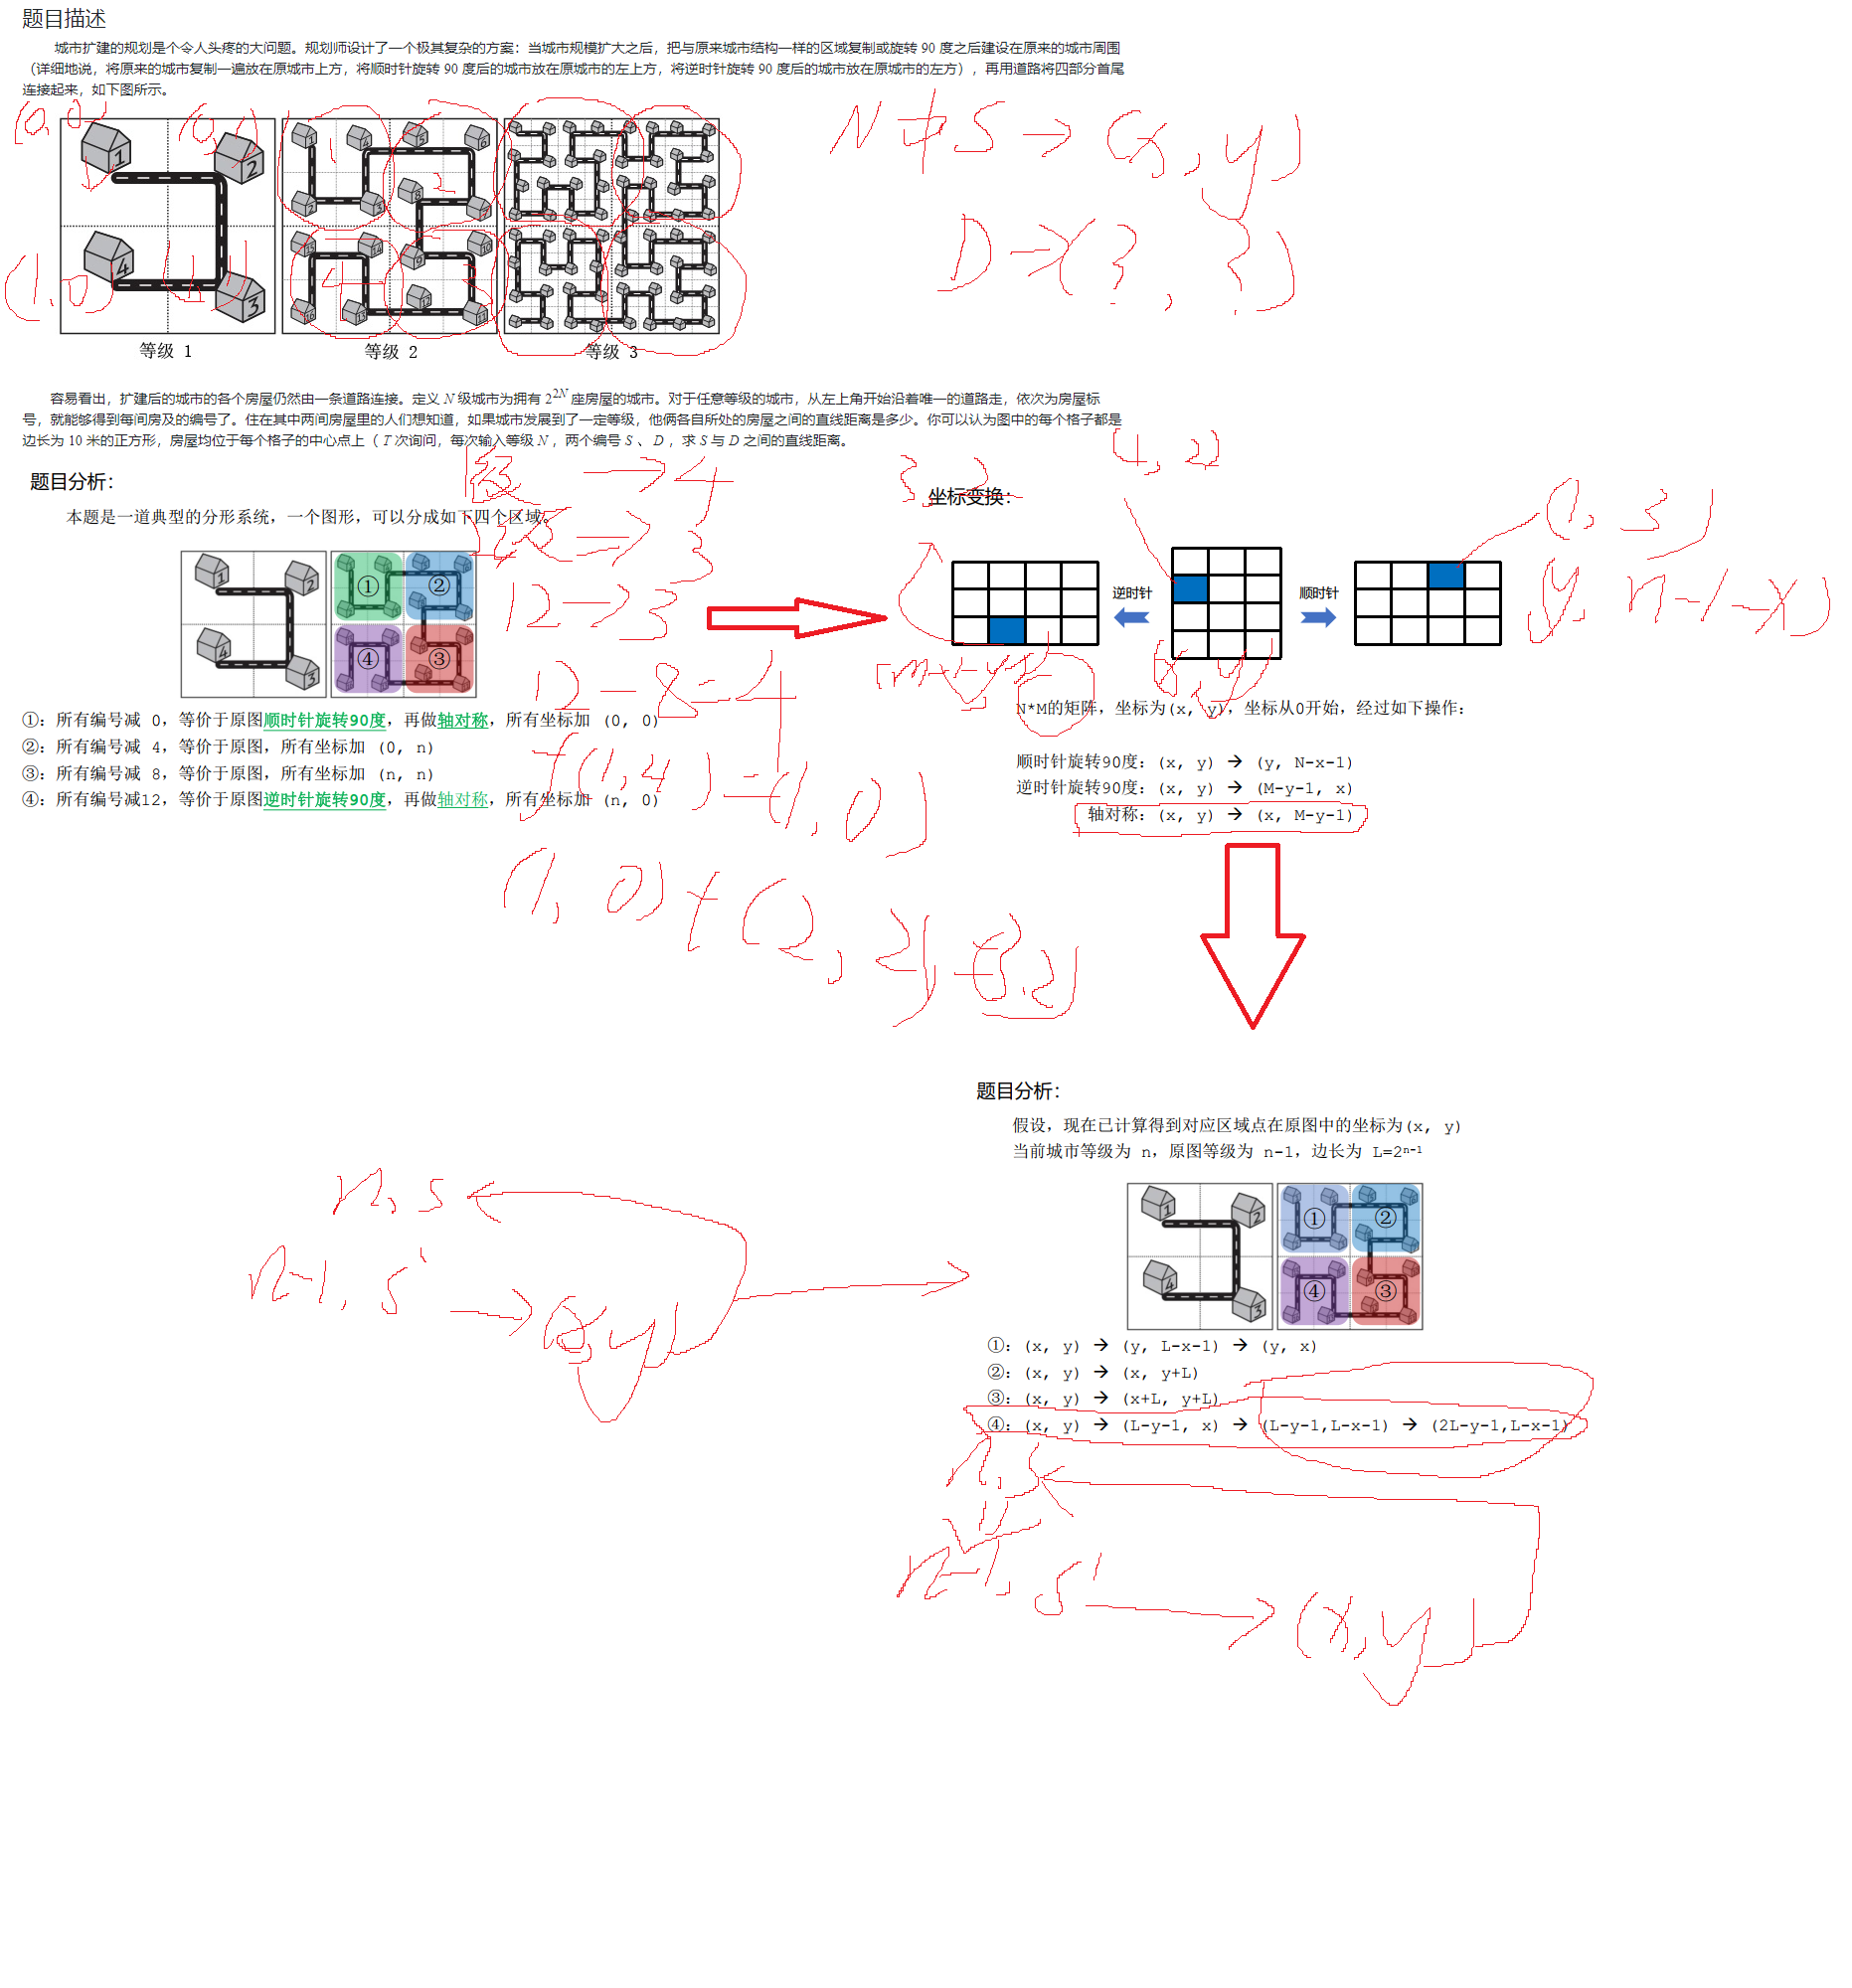 题目描述
城市扩建的规划是个令人头疼的大问题。规划师设计了一个极其复杂的方案：当城市规模扩大之后，把与原来城市结构一样的区域复制或旋转 90 度之后建设在原来的城市周围
（详细地说，将原来的城市复制一遍放在原城市上方，将顺时针旋转 90 度后的城市放在原城市的左上方，将逆时针旋转 90 度后的城市放在原城市的左方），再用道路将四部分首尾
连接起来，如下图所示。
(0,0) (0,1)
(1,0) (1,1)
N 中 S → (x, y)
D → (3, 2)
等级 1
等级 2
等级 3
容易看出，扩建后的城市的各个房屋仍然由一条道路连接。定义 N 级城市为拥有 2^{2N} 座房屋的城市。对于任意等级的城市，从左上角开始沿着唯一的道路走，依次为房屋标
号，就能够得到每间房及的编号了。住在其中两间房屋里的人们想知道，如果城市发展到了一定等级，他俩各自所处的房屋之间的直线距离是多少。你可以认为图中的每个格子都是
边长为 10 米的正方形，房屋均位于每个格子的中心点上（ T 次询问，每次输入等级 N ，两个编号 S 、 D ，求 S 与 D 之间的直线距离。
题目分析：
本题是一道典型的分形系统，一个图形，可以分成如下四个区域。
① ②
④ ③
①：所有编号减 0，等价于原图顺时针旋转90度，再做轴对称，所有坐标加 (0, 0)
②：所有编号减 4，等价于原图，所有坐标加 (0, n)
③：所有编号减 8，等价于原图，所有坐标加 (n, n)
④：所有编号减12，等价于原图逆时针旋转90度，再做轴对称，所有坐标加 (n, 0)
12 → 3
12 - 8 = 4
f(1, 4) = (1, 0)
(1, 0) + (2, 2) = (3, 2)
坐标变换：
逆时针
顺时针
(1, 3)
y, n-1-x)
(x, y)
N*M的矩阵，坐标为(x, y)，坐标从0开始，经过如下操作：
顺时针旋转90度：(x, y) → (y, N-x-1)
逆时针旋转90度：(x, y) → (M-y-1, x)
轴对称：(x, y) → (x, M-y-1)
题目分析：
假设，现在已计算得到对应区域点在原图中的坐标为(x, y)
当前城市等级为 n，原图等级为 n-1，边长为 L=2ⁿ⁻¹
① ②
④ ③
①：(x, y) → (y, L-x-1) → (y, x)
②：(x, y) → (x, y+L)
③：(x, y) → (x+L, y+L)
④：(x, y) → (L-y-1, x) → (L-y-1,L-x-1) → (2L-y-1,L-x-1)
n, s
n-1, s' → (x, y)
n, s
n-1, s' → (x, y)